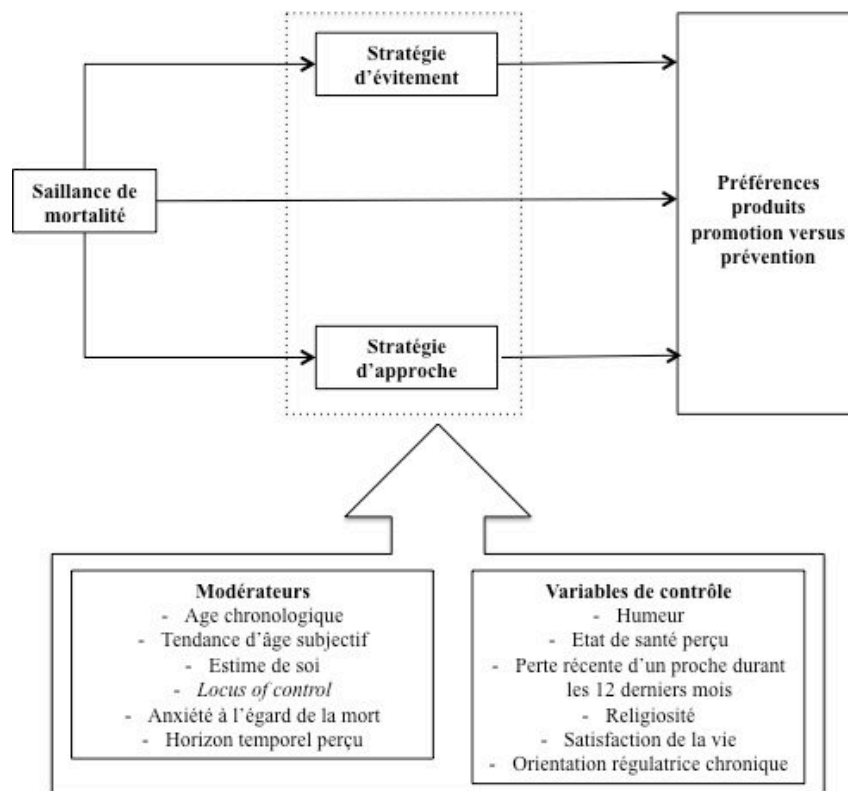 Stratégie
d'évitement
Saillance de
mortalité
Préférences
produits
promotion versus
prévention
Stratégie
d'approche
Modérateurs
- Age chronologique
- Tendance d'âge subjectif
- Estime de soi
- Locus of control
- Anxiété à l'égard de la mort
- Horizon temporel perçu
Variables de contrôle
- Humeur
- Etat de santé perçu
- Perte récente d'un proche durant
les 12 derniers mois
- Religiosité
- Satisfaction de la vie
- Orientation régulatrice chronique